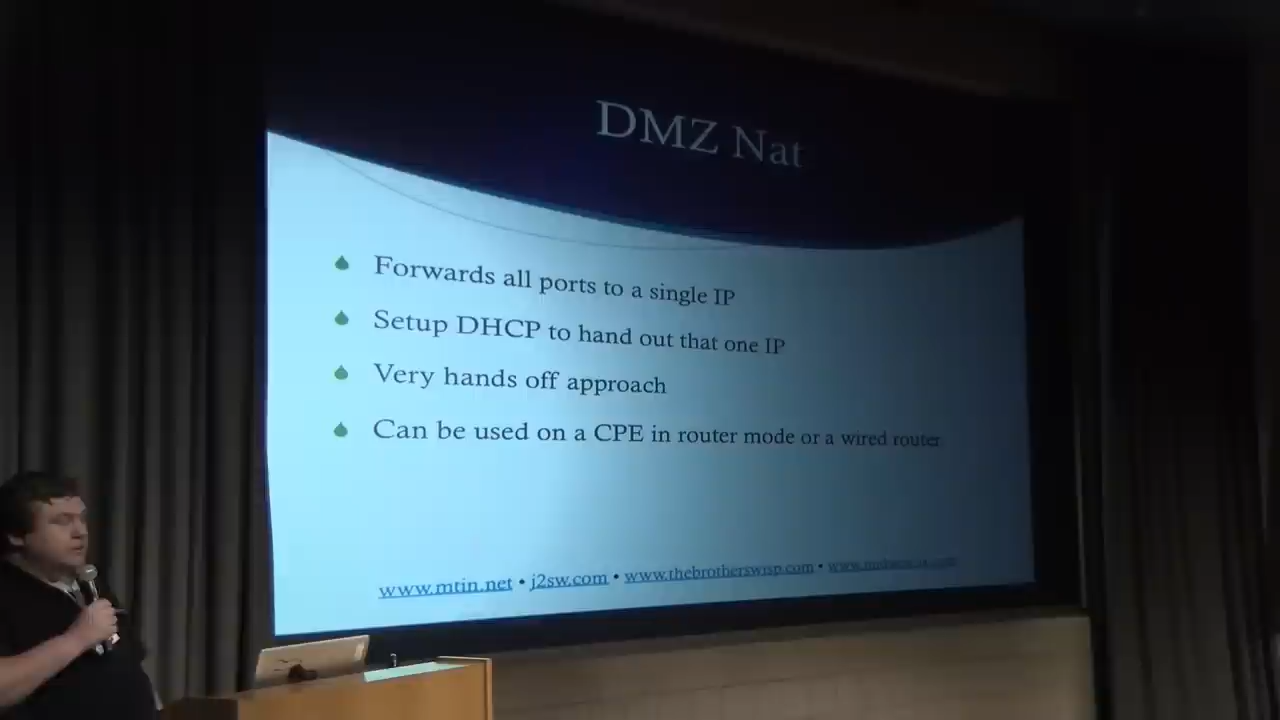 DMZ Nat
Forwards all ports to a single IP
Setup DHCP to hand out that one IP
Very hands off approach
Can be used on a CPE in router mode or a wired router
www.mtin.net • j2sw.com • www.thebrotherswisp.com •